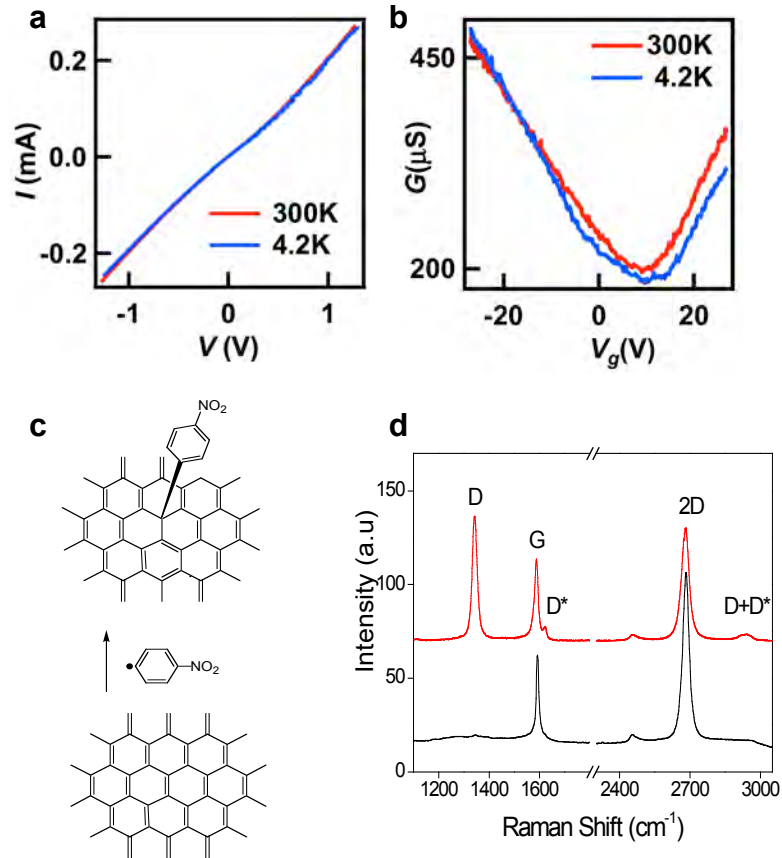 a
0.2
0.0
-0.2
I (mA)
300K
4.2K
-1
0
1
V (V)
b
450
200
G(µS)
300K
4.2K
-20
0
20
Vg(V)
c
NO2
•
NO2
d
150
100
50
0
Intensity (a.u)
D
G
D*
2D
D+D*
1200
1400
1600
2400
2700
3000
Raman Shift (cm-1)